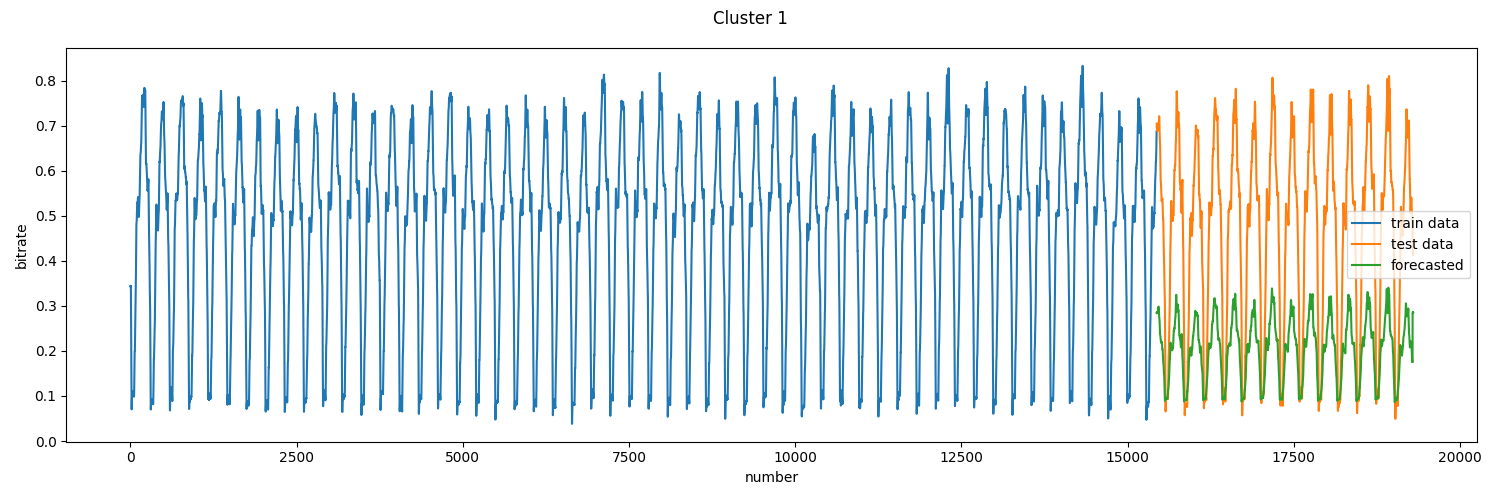 Cluster 1
0.8
0.7
0.6
0.5
0.4
0.3
0.2
0.1
0.0
bitrate
train data
test data
forecasted
0 2500 5000 7500 10000 12500 15000 17500 20000
number